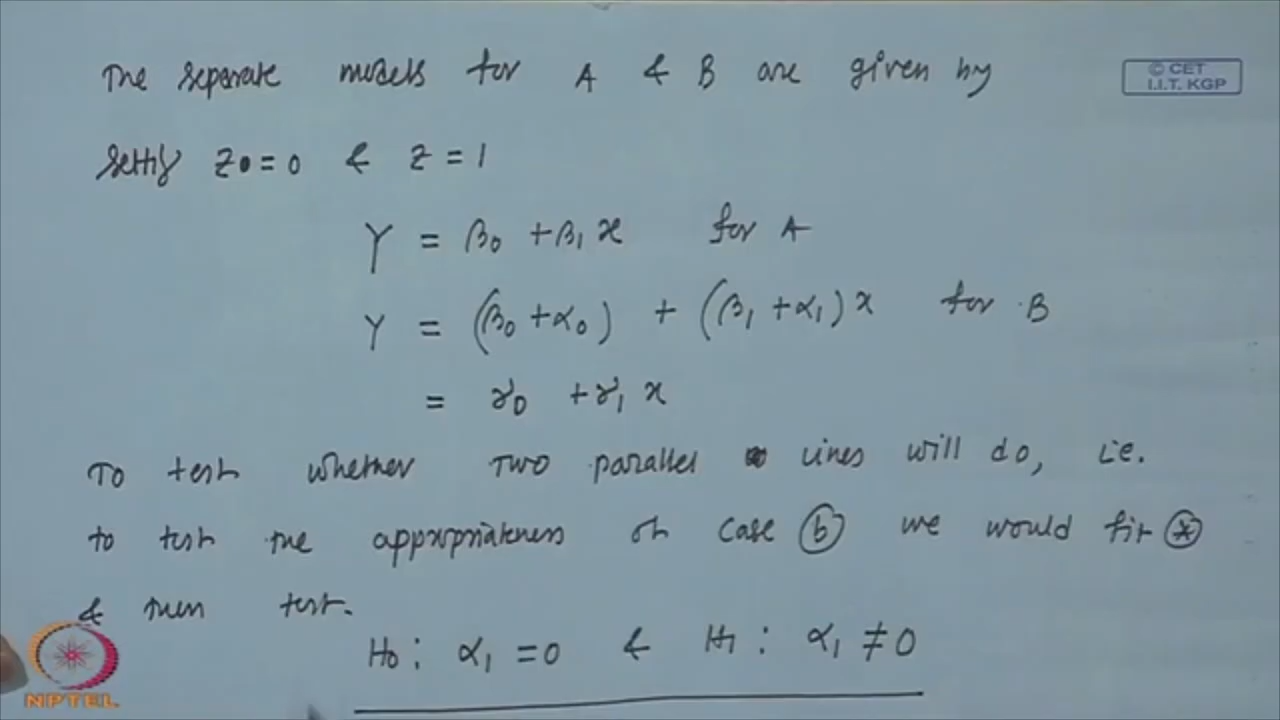 The separate models for A & B are given by
© CET
I.I.T. KGP
setting Z = 0 & Z = 1
Y = β₀ + β₁ x for A
Y = (β₀ + α₀) + (β₁ + α₁) x for B
= γ₀ + γ₁ x
To test whether two parallel lines will do, i.e.
to test the appropriateness of case ⓑ we would fit ⊛
& then test.
H₀ : α₁ = 0 & H₁ : α₁ ≠ 0
NPTEL